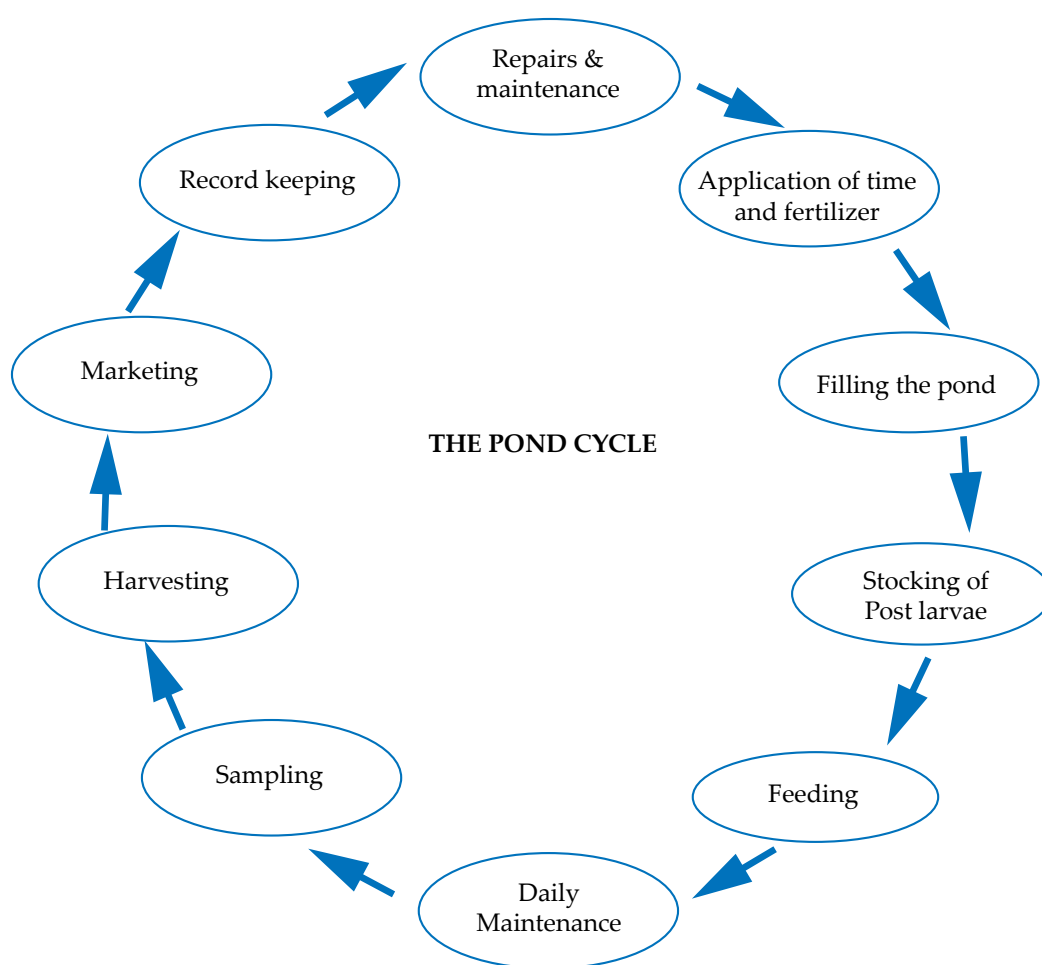 Repairs &
maintenance
Application of time
and fertilizer
Filling the pond
Stocking of
Post larvae
Feeding
Daily
Maintenance
Sampling
Harvesting
Marketing
Record keeping
THE POND CYCLE